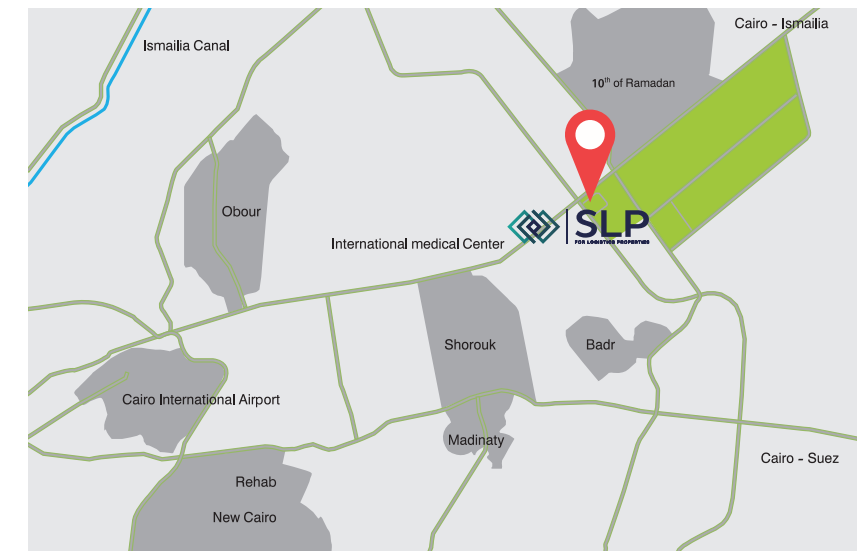 Cairo - Ismailia
Ismailia Canal
10th of Ramadan
Obour
SLP
FOR LOGISTICS PROPERTIES
International medical Center
Shorouk
Badr
Cairo International Airport
Madinaty
Cairo - Suez
Rehab
New Cairo